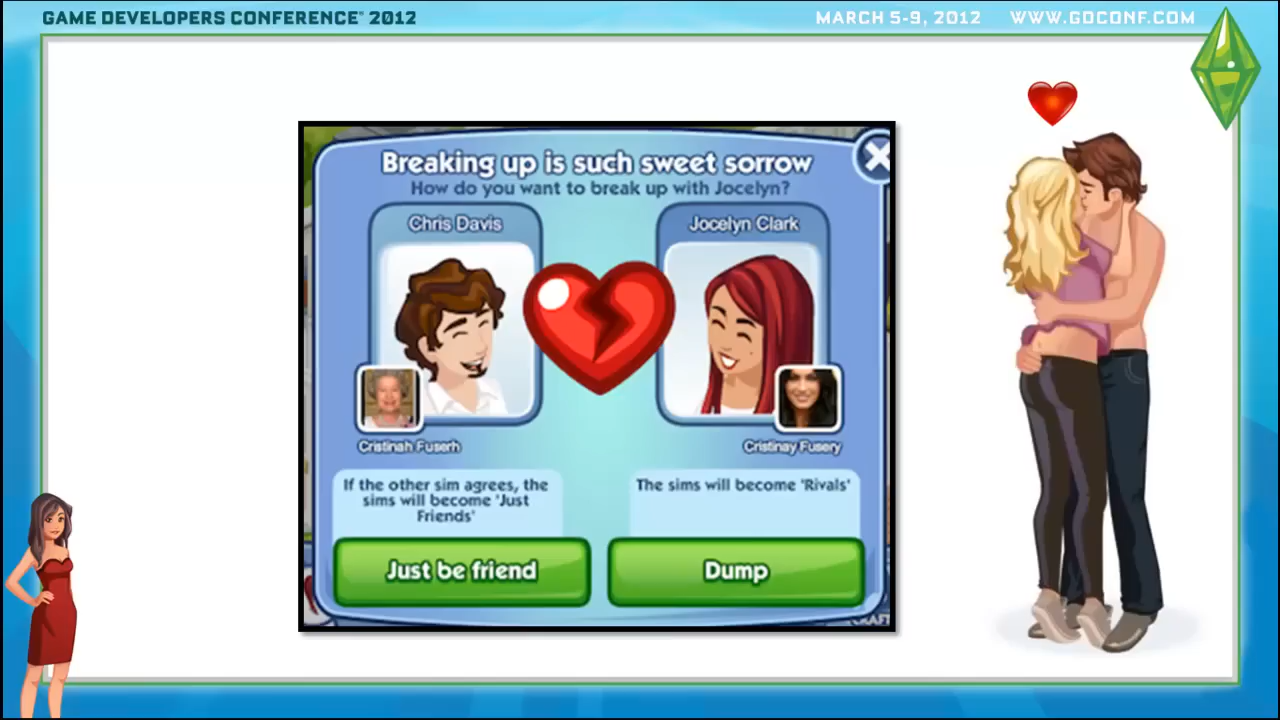 GAME DEVELOPERS CONFERENCE® 2012
MARCH 5-9, 2012 WWW.GDCONF.COM
Breaking up is such sweet sorrow
How do you want to break up with Jocelyn?
Chris Davis
Jocelyn Clark
Cristinah Fuserh
Cristinay Fusery
If the other sim agrees, the
sims will become 'Just
Friends'
The sims will become 'Rivals'
Just be friend
Dump